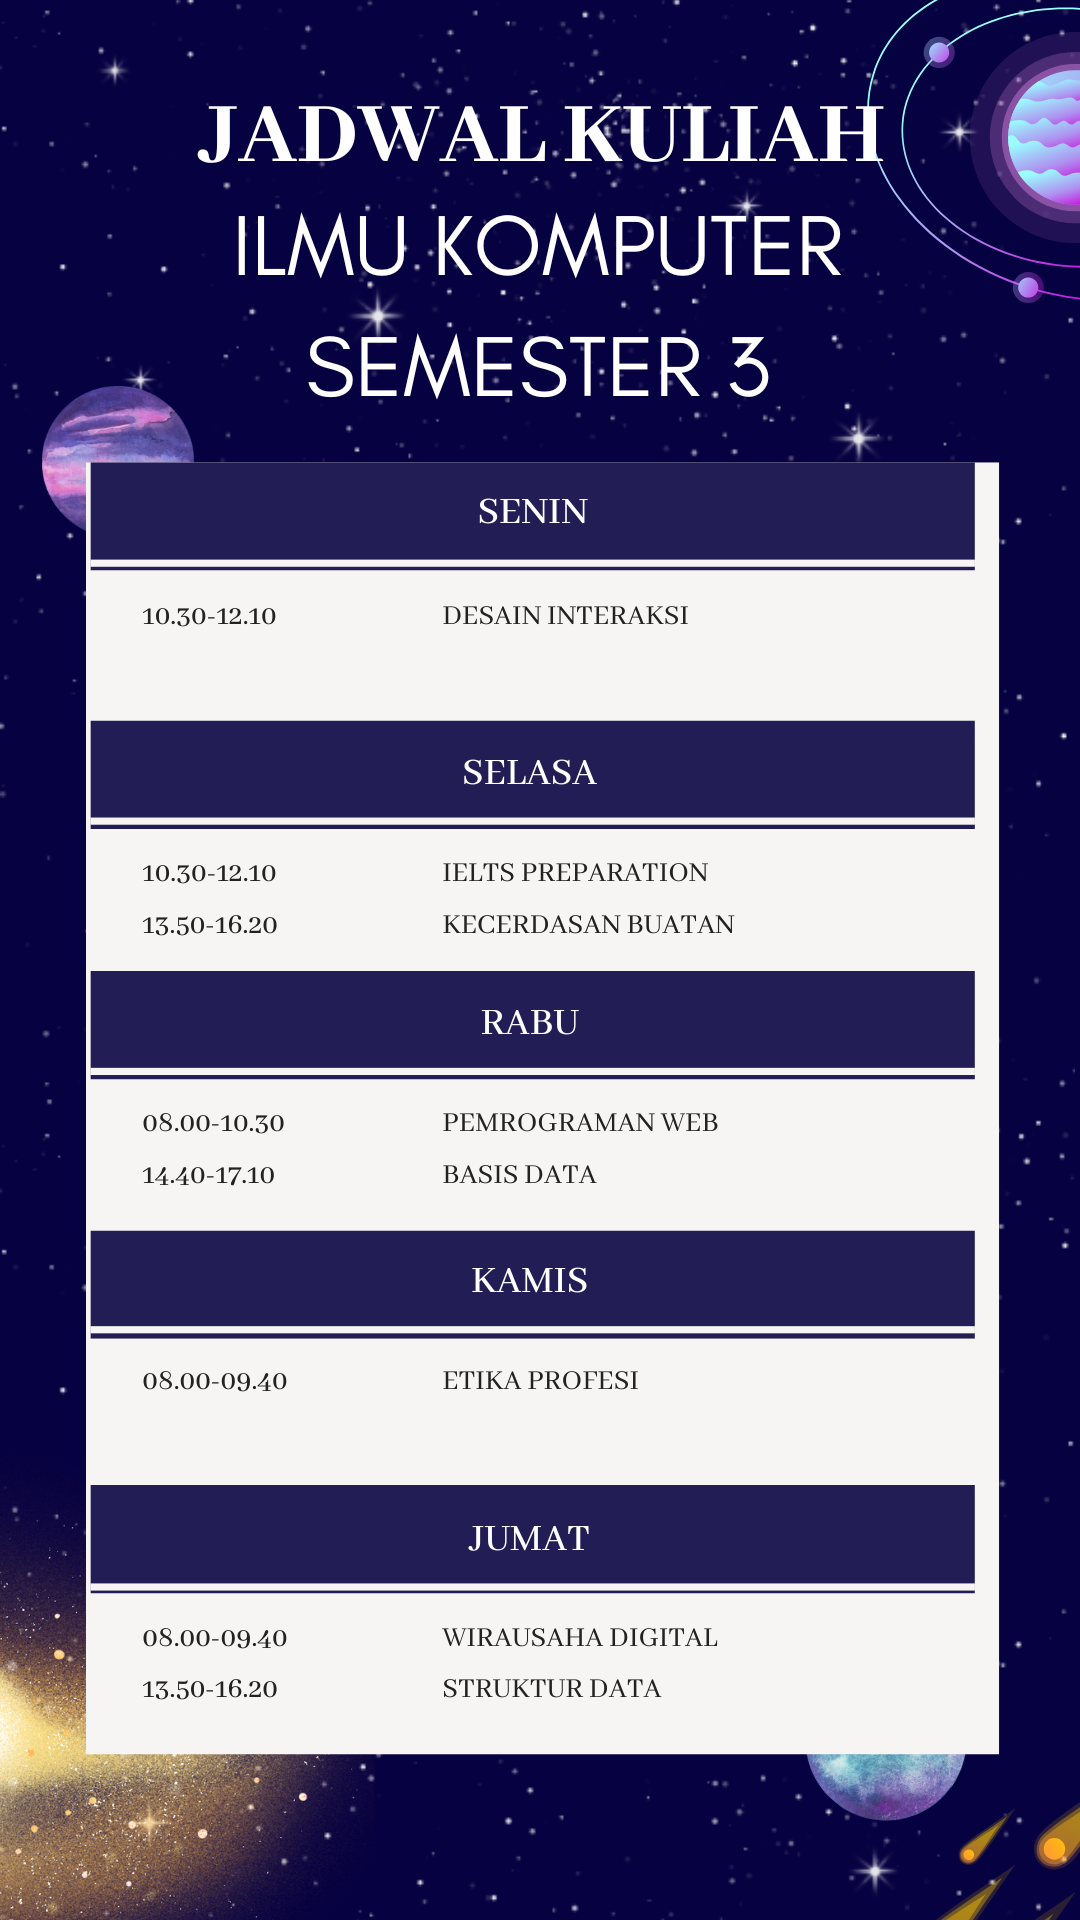 JADWAL KULIAH
ILMU KOMPUTER
SEMESTER 3
SENIN
10.30-12.10 DESAIN INTERAKSI
SELASA
10.30-12.10 IELTS PREPARATION
13.50-16.20 KECERDASAN BUATAN
RABU
08.00-10.30 PEMROGRAMAN WEB
14.40-17.10 BASIS DATA
KAMIS
08.00-09.40 ETIKA PROFESI
JUMAT
08.00-09.40 WIRAUSAHA DIGITAL
13.50-16.20 STRUKTUR DATA